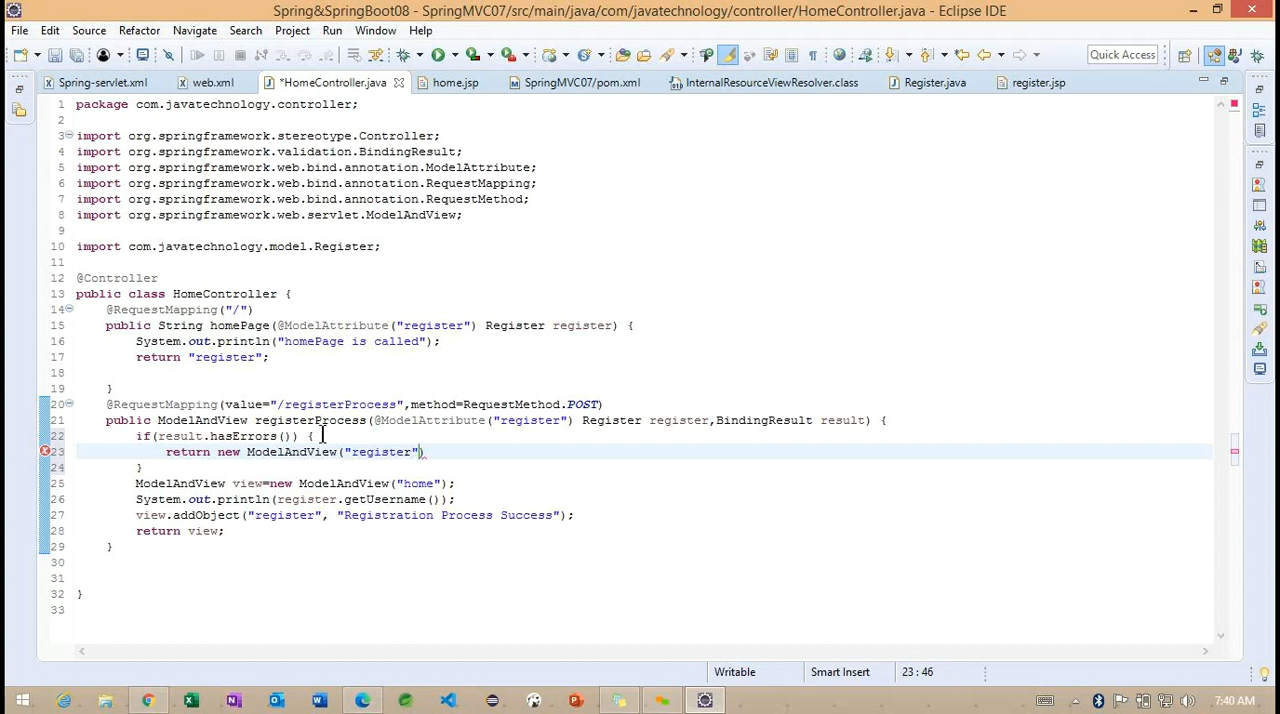 Spring&SpringBoot08 - SpringMVC07/src/main/java/com/javatechnology/controller/HomeController.java - Eclipse IDE
File Edit Source Refactor Navigate Search Project Run Window Help
Quick Access
Spring-servlet.xml web.xml *HomeController.java home.jsp SpringMVC07/pom.xml InternalResourceViewResolver.class Register.java register.jsp
1 package com.javatechnology.controller;
2
3 import org.springframework.stereotype.Controller;
4 import org.springframework.validation.BindingResult;
5 import org.springframework.web.bind.annotation.ModelAttribute;
6 import org.springframework.web.bind.annotation.RequestMapping;
7 import org.springframework.web.bind.annotation.RequestMethod;
8 import org.springframework.web.servlet.ModelAndView;
9
10 import com.javatechnology.model.Register;
11
12 @Controller
13 public class HomeController {
14 @RequestMapping("/")
15 public String homePage(@ModelAttribute("register") Register register) {
16 System.out.println("homePage is called");
17 return "register";
18
19 }
20 @RequestMapping(value="/registerProcess",method=RequestMethod.POST)
21 public ModelAndView registerProcess(@ModelAttribute("register") Register register,BindingResult result) {
22 if(result.hasErrors()) {
23 return new ModelAndView("register")
24 }
25 ModelAndView view=new ModelAndView("home");
26 System.out.println(register.getUsername());
27 view.addObject("register", "Registration Process Success");
28 return view;
29 }
30
31
32 }
33
Writable Smart Insert 23 : 46
7:40 AM